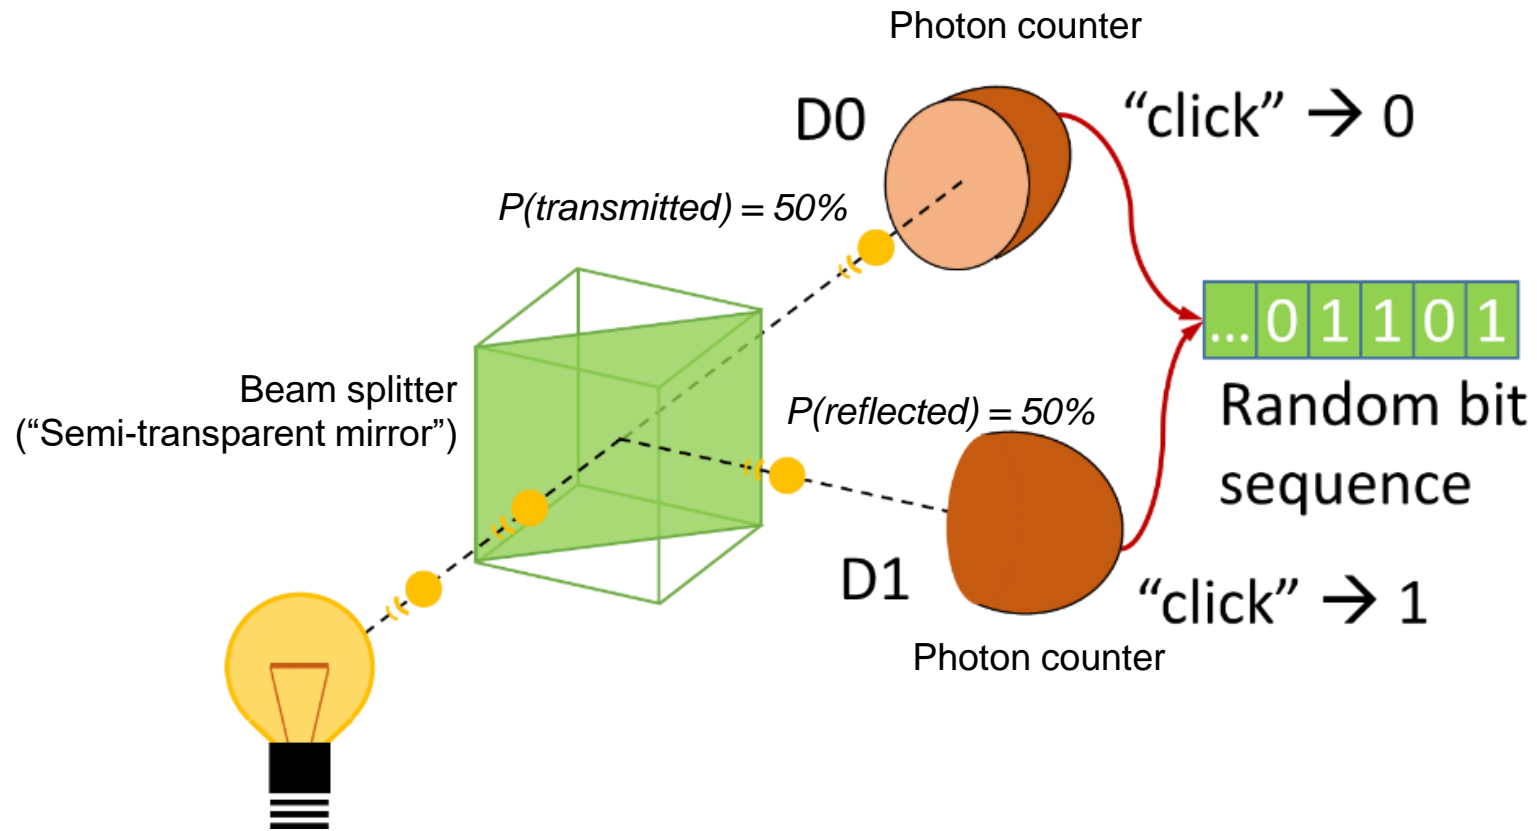 Photon counter
D0
“click” → 0
P(transmitted) = 50%
... 0 1 1 0 1
Random bit
sequence
Beam splitter
(“Semi-transparent mirror”)
P(reflected) = 50%
D1
“click” → 1
Photon counter